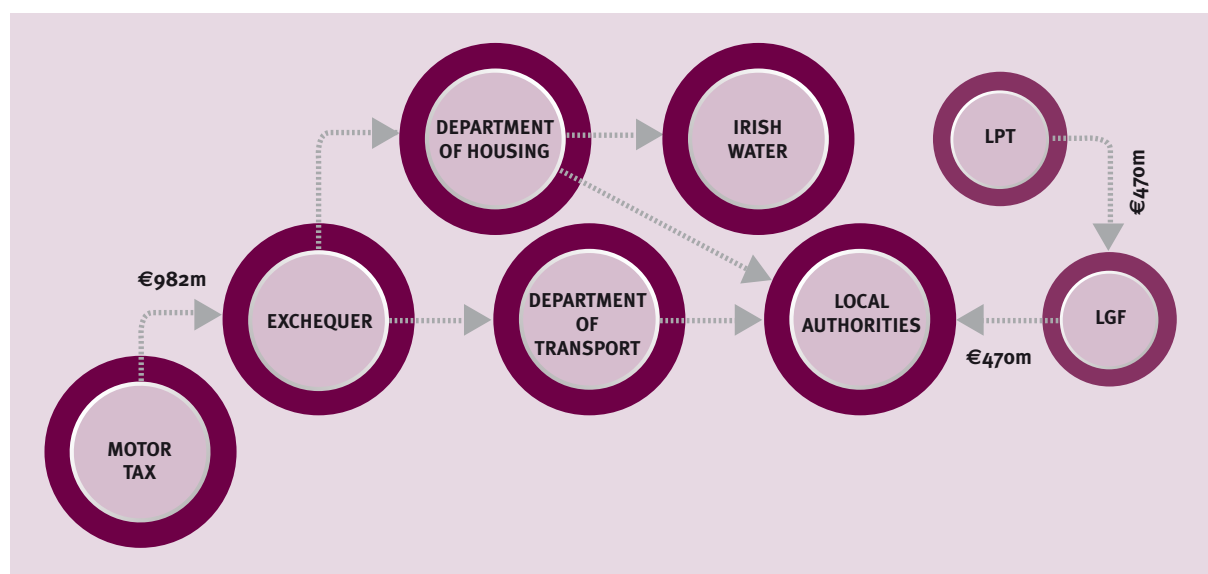 DEPARTMENT
OF HOUSING
IRISH
WATER
LPT
€470m
€982m
EXCHEQUER
DEPARTMENT
OF
TRANSPORT
LOCAL
AUTHORITIES
LGF
€470m
MOTOR
TAX